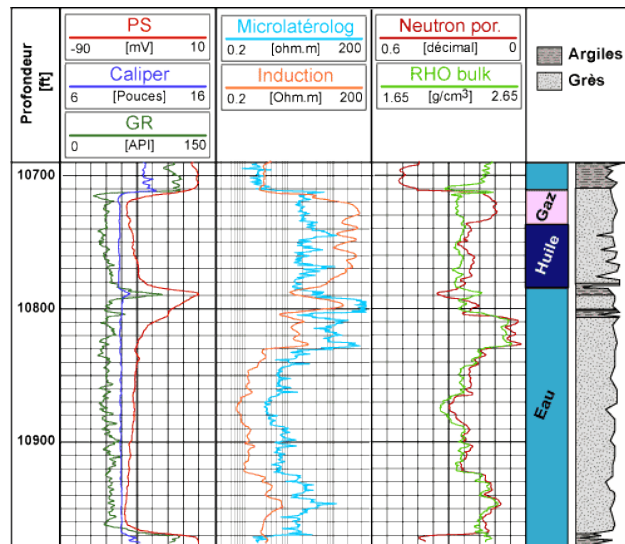 Profondeur
[ft]
PS
-90 [mV] 10
Caliper
6 [Pouces] 16
GR
0 [API] 150
Microlatérolog
0.2 [ohm.m] 200
Induction
0.2 [Ohm.m] 200
Neutron por.
0.6 [décimal] 0
RHO bulk
1.65 [g/cm³] 2.65
Argiles
Grès
10700
10800
10900
Gaz
Huile
Eau